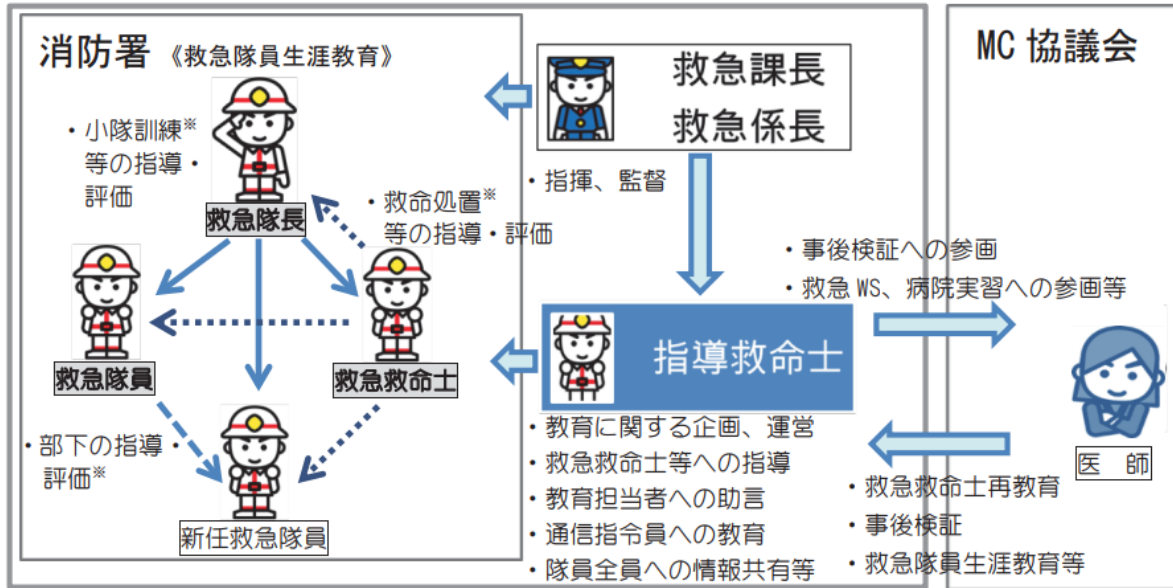 消防署 《救急隊員生涯教育》
・小隊訓練※
等の指導・
評価
救急隊長
・救命処置※
等の指導・評価
救急隊員
救急救命士
・部下の指導・
評価※
新任救急隊員
救急課長
救急係長
・指揮、監督
指導救命士
・教育に関する企画、運営
・救急救命士等への指導
・教育担当者への助言
・通信指令員への教育
・隊員全員への情報共有等
MC 協議会
・事後検証への参画
・救急 WS、病院実習への参画等
医 師
・救急救命士再教育
・事後検証
・救急隊員生涯教育等